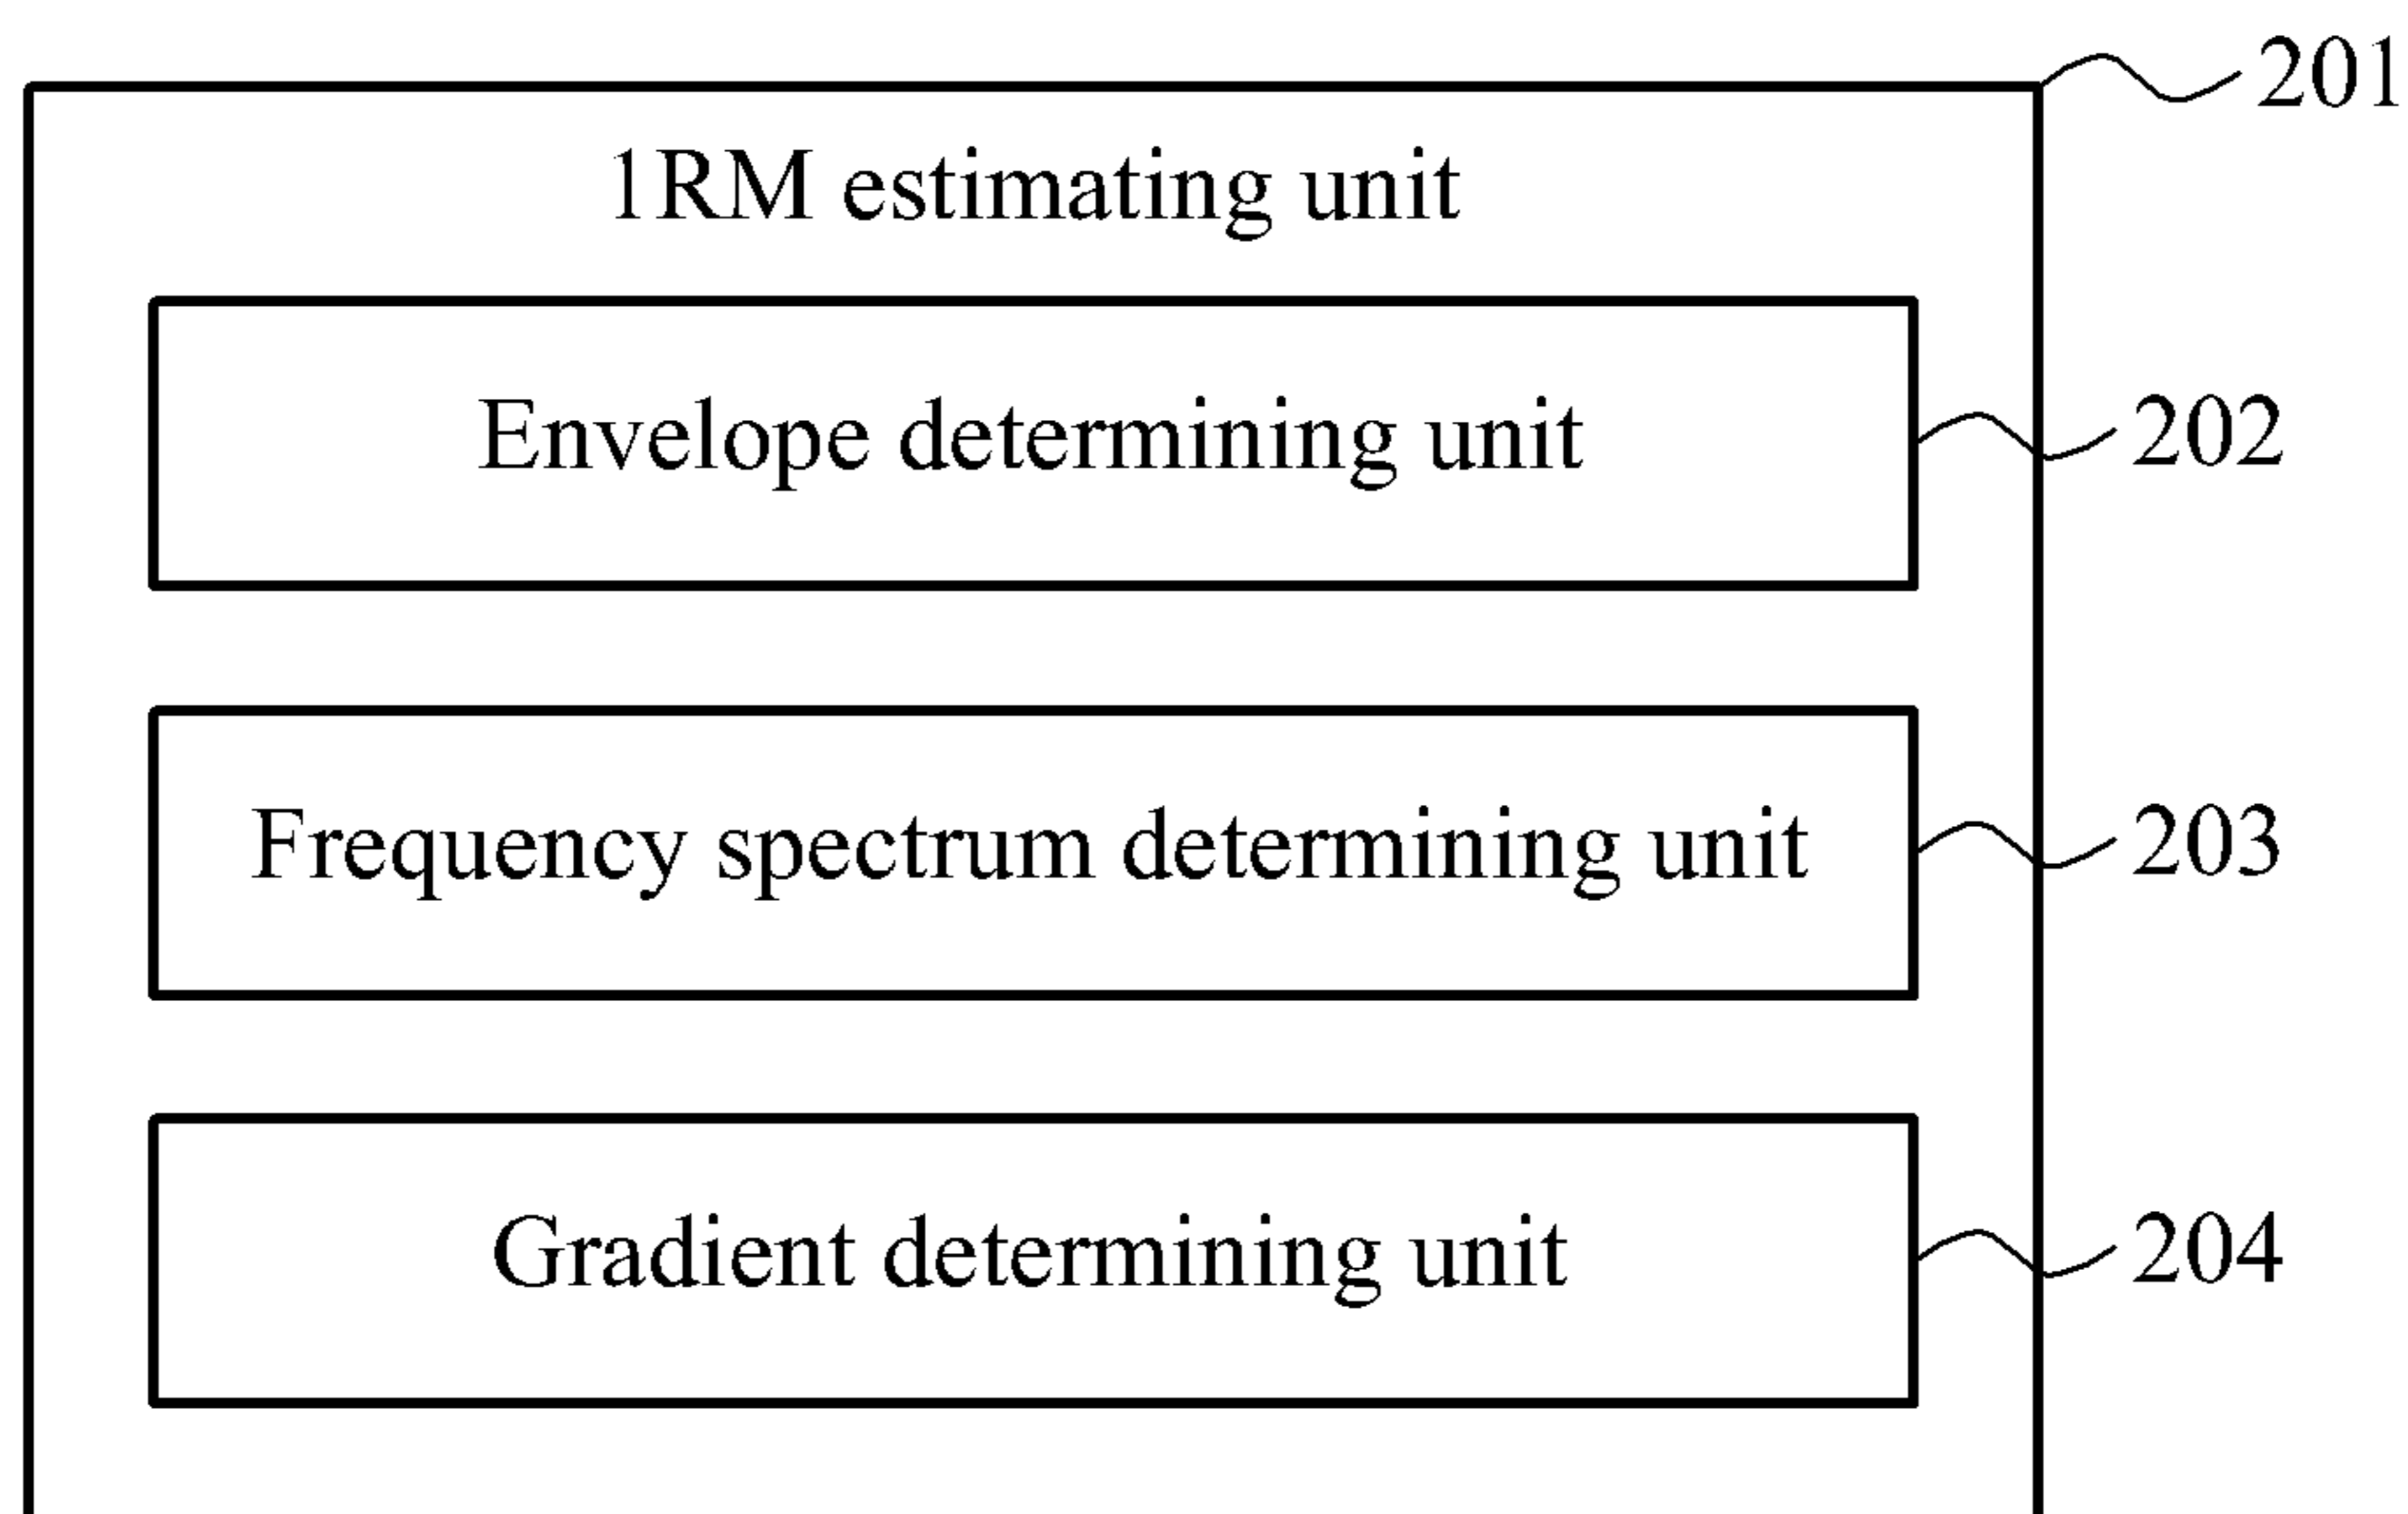 201
1RM estimating unit
Envelope determining unit
202
Frequency spectrum determining unit
203
Gradient determining unit
204